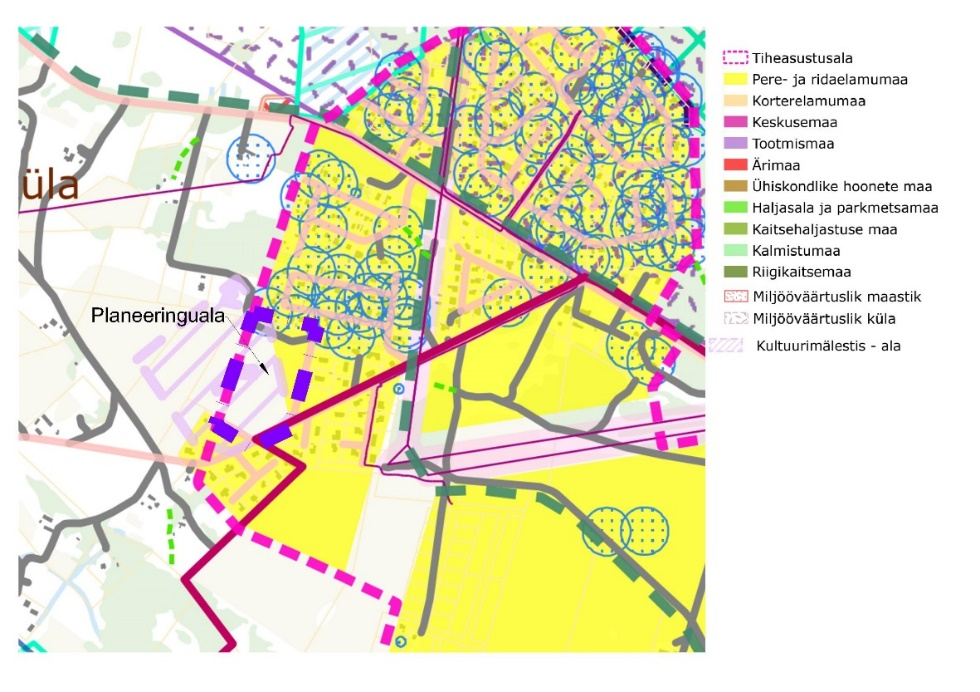 üla
Planeeringuala
Tiheasustusala
Pere- ja ridaelamumaa
Korterelamumaa
Keskusemaa
Tootmismaa
Ärimaa
Ühiskondlike hoonete maa
Haljasala ja parkmetsamaa
Kaitsehaljastuse maa
Kalmistumaa
Riigikaitsemaa
Miljööväärtuslik maastik
Miljööväärtuslik küla
Kultuurimälestis - ala